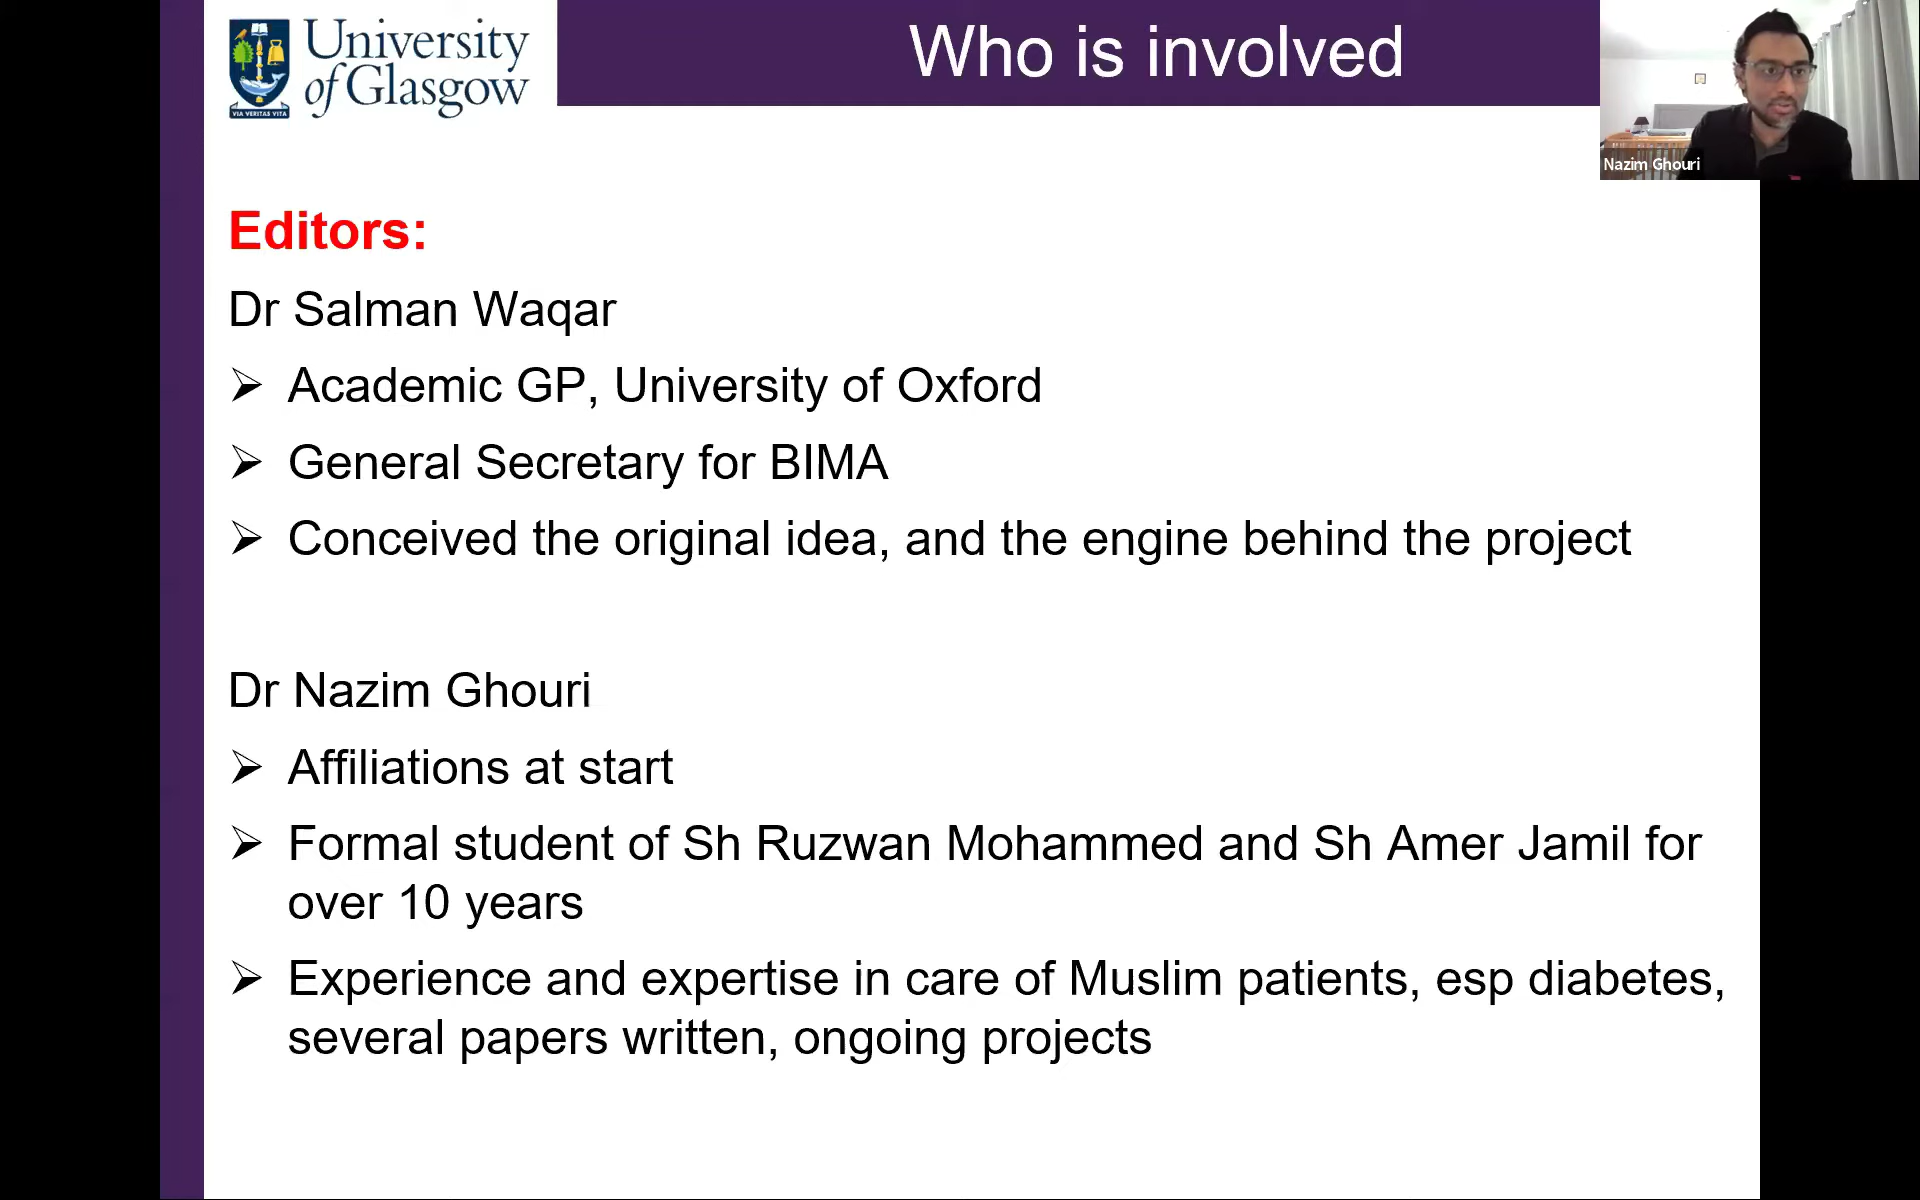 University
of Glasgow
VIA VERITAS VITA
Who is involved
Nazim Ghouri
Editors:
Dr Salman Waqar
➢ Academic GP, University of Oxford
➢ General Secretary for BIMA
➢ Conceived the original idea, and the engine behind the project
Dr Nazim Ghouri
➢ Affiliations at start
➢ Formal student of Sh Ruzwan Mohammed and Sh Amer Jamil for
over 10 years
➢ Experience and expertise in care of Muslim patients, esp diabetes,
several papers written, ongoing projects